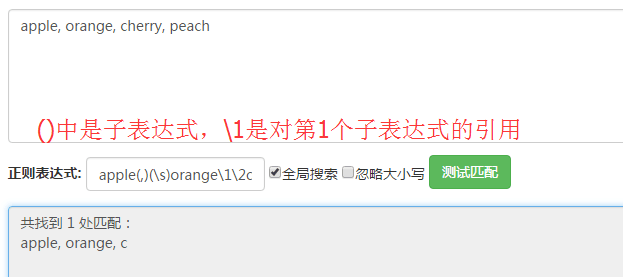 apple, orange, cherry, peach
()中是子表达式，\1是对第1个子表达式的引用
正则表达式: apple(,)(\s)orange\1\2c 全局搜索 忽略大小写 测试匹配
共找到 1 处匹配：
apple, orange, c